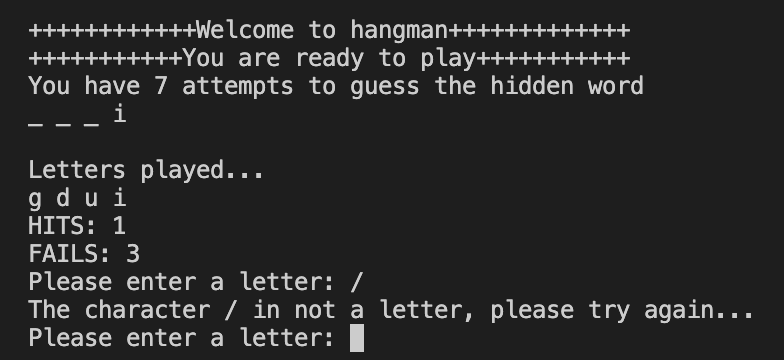 ++++++++++++Welcome to hangman+++++++++++++
+++++++++++You are ready to play+++++++++++
You have 7 attempts to guess the hidden word
_ _ _ i
Letters played...
g d u i
HITS: 1
FAILS: 3
Please enter a letter: /
The character / in not a letter, please try again...
Please enter a letter: